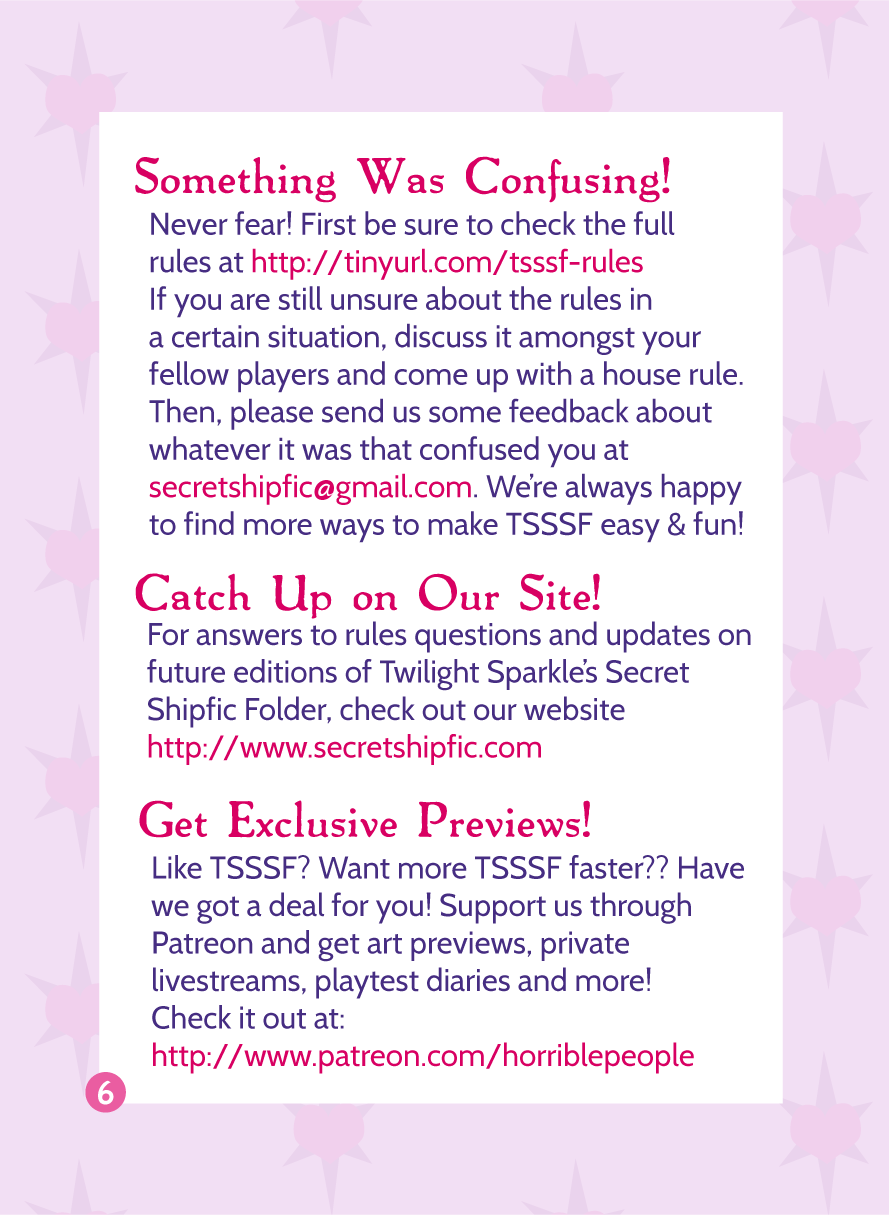 Something Was Confusing!
Never fear! First be sure to check the full
rules at http://tinyurl.com/tsssf-rules
If you are still unsure about the rules in
a certain situation, discuss it amongst your
fellow players and come up with a house rule.
Then, please send us some feedback about
whatever it was that confused you at
secretshipfic@gmail.com. We’re always happy
to find more ways to make TSSSF easy & fun!
Catch Up on Our Site!
For answers to rules questions and updates on
future editions of Twilight Sparkle’s Secret
Shipfic Folder, check out our website
http://www.secretshipfic.com
Get Exclusive Previews!
Like TSSSF? Want more TSSSF faster?? Have
we got a deal for you! Support us through
Patreon and get art previews, private
livestreams, playtest diaries and more!
Check it out at:
http://www.patreon.com/horriblepeople
6